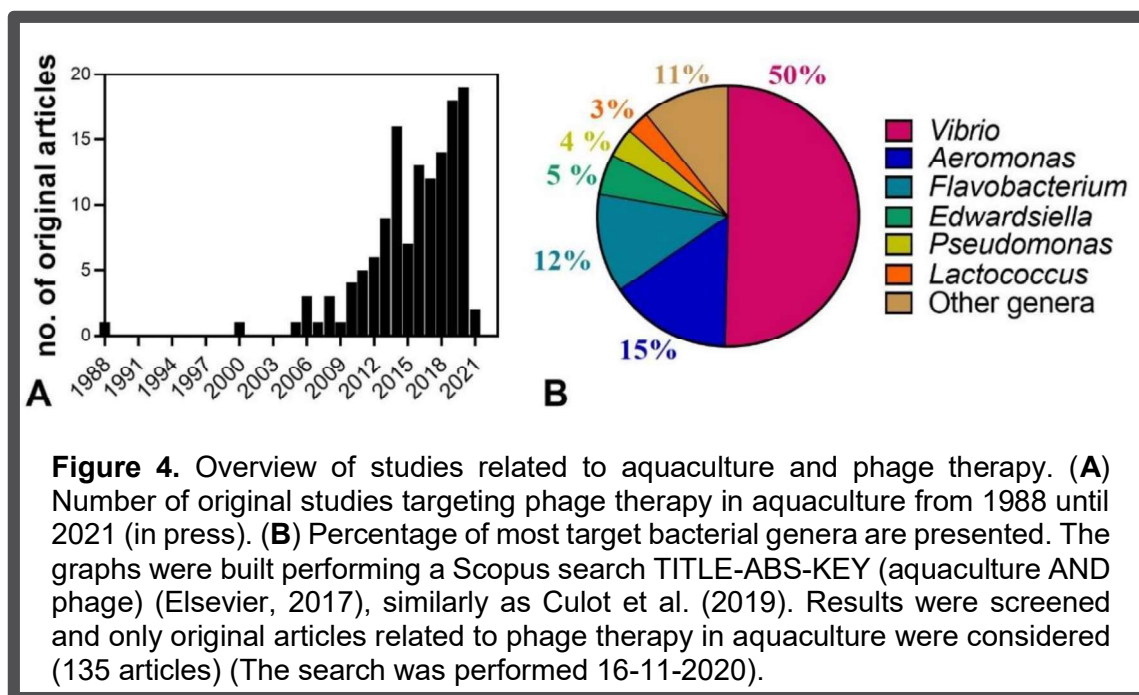 no. of original articles
20
15
10
5
0
1988
1991
1994
1997
2000
2003
2006
2009
2012
2015
2018
2021
A
50%
11%
3%
4 %
5 %
12%
15%
B
Vibrio
Aeromonas
Flavobacterium
Edwardsiella
Pseudomonas
Lactococcus
Other genera
Figure 4. Overview of studies related to aquaculture and phage therapy. (A)
Number of original studies targeting phage therapy in aquaculture from 1988 until
2021 (in press). (B) Percentage of most target bacterial genera are presented. The
graphs were built performing a Scopus search TITLE-ABS-KEY (aquaculture AND
phage) (Elsevier, 2017), similarly as Culot et al. (2019). Results were screened
and only original articles related to phage therapy in aquaculture were considered
(135 articles) (The search was performed 16-11-2020).